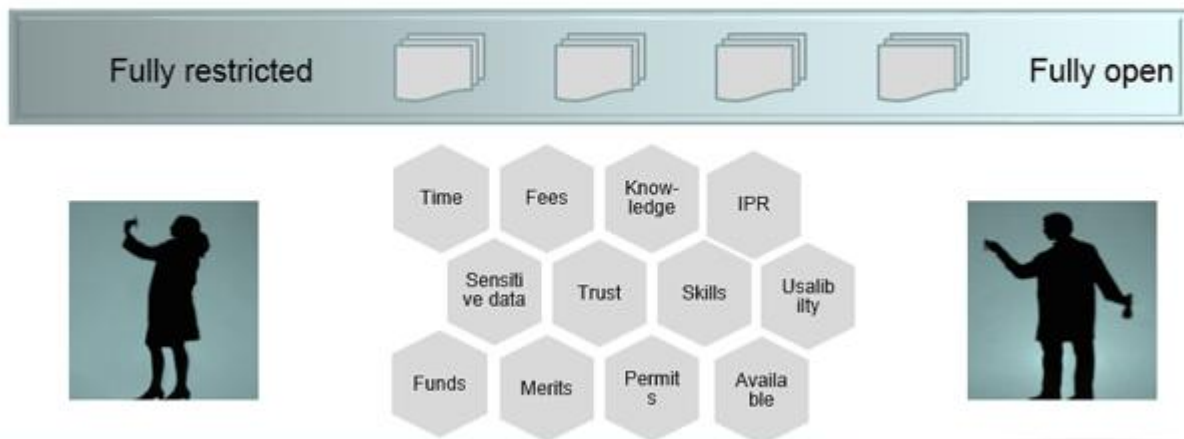 Fully restricted
Fully open
Time
Fees
Know-
ledge
IPR
Sensiti
ve data
Trust
Skills
Usalib
ilty
Funds
Merits
Permit
s
Availa
ble